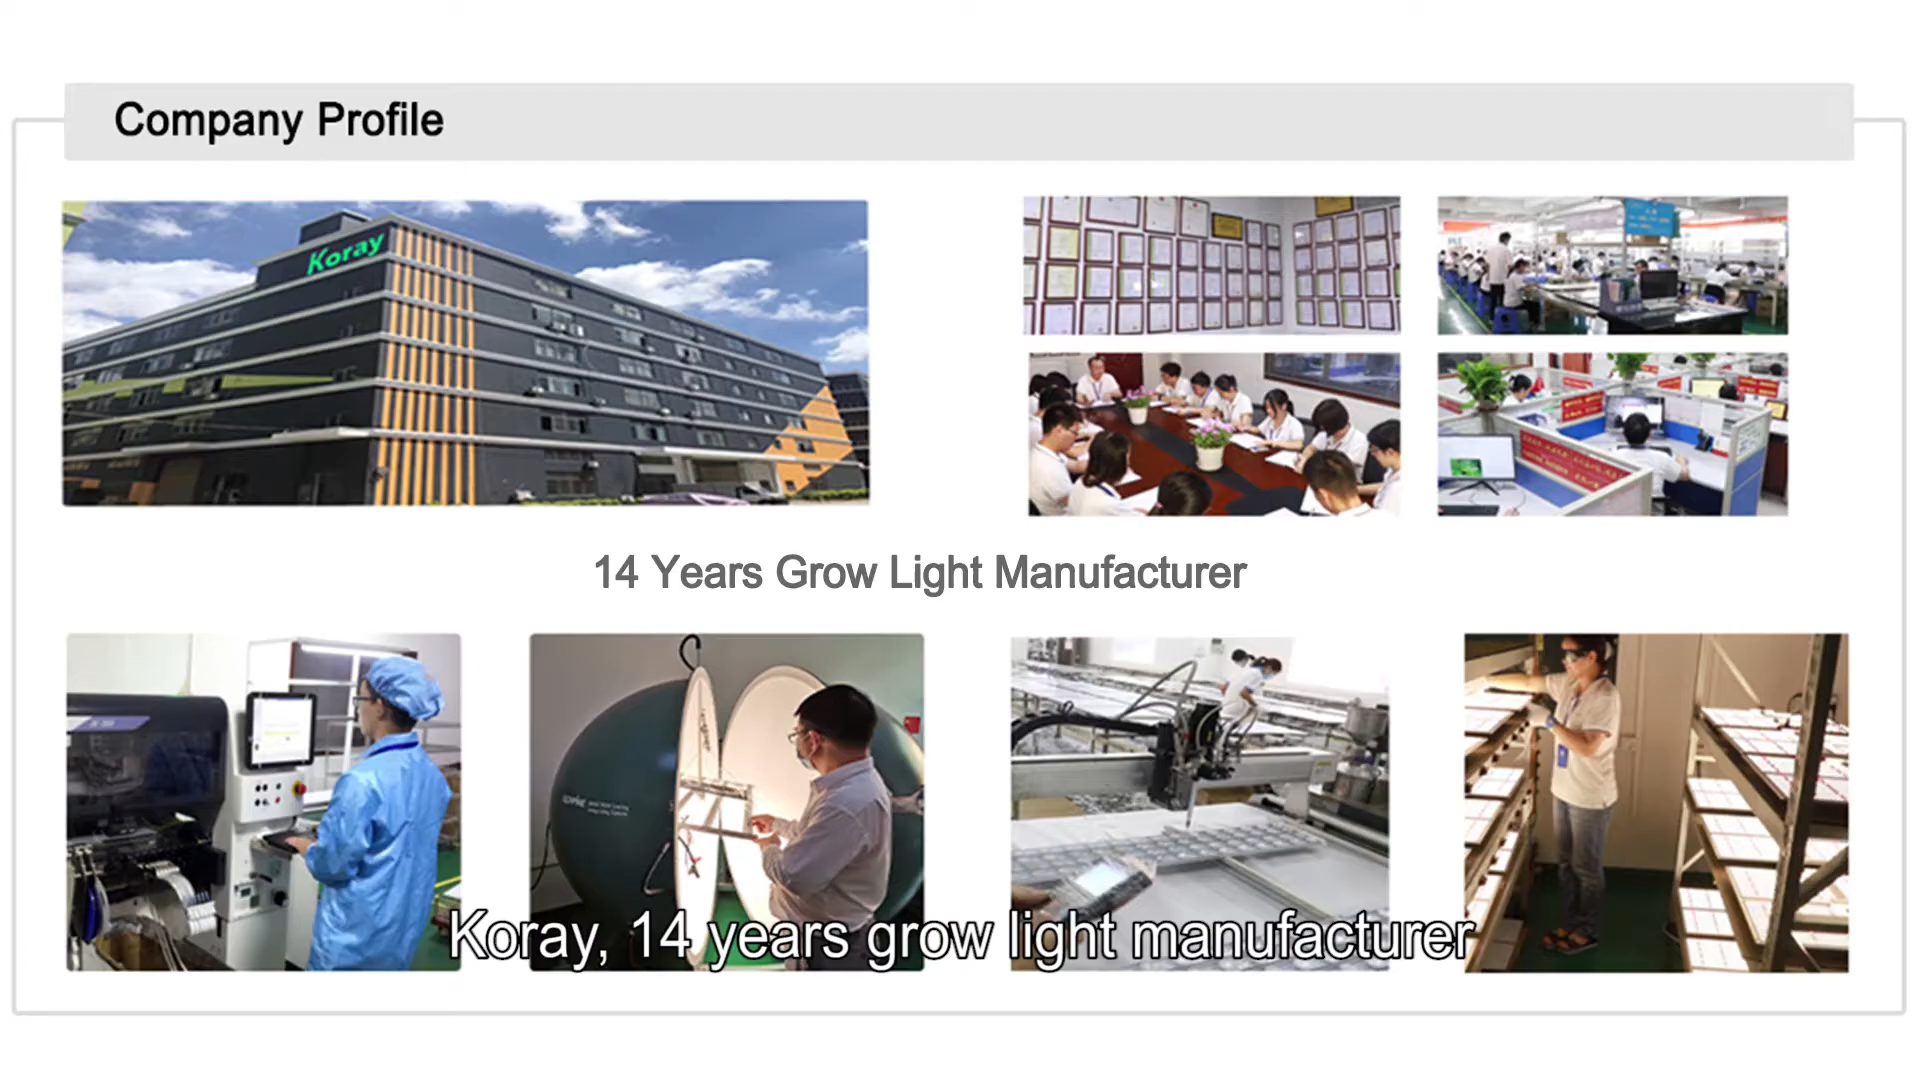 Company Profile
Koray
14 Years Grow Light Manufacturer
Koray, 14 years grow light manufacturer